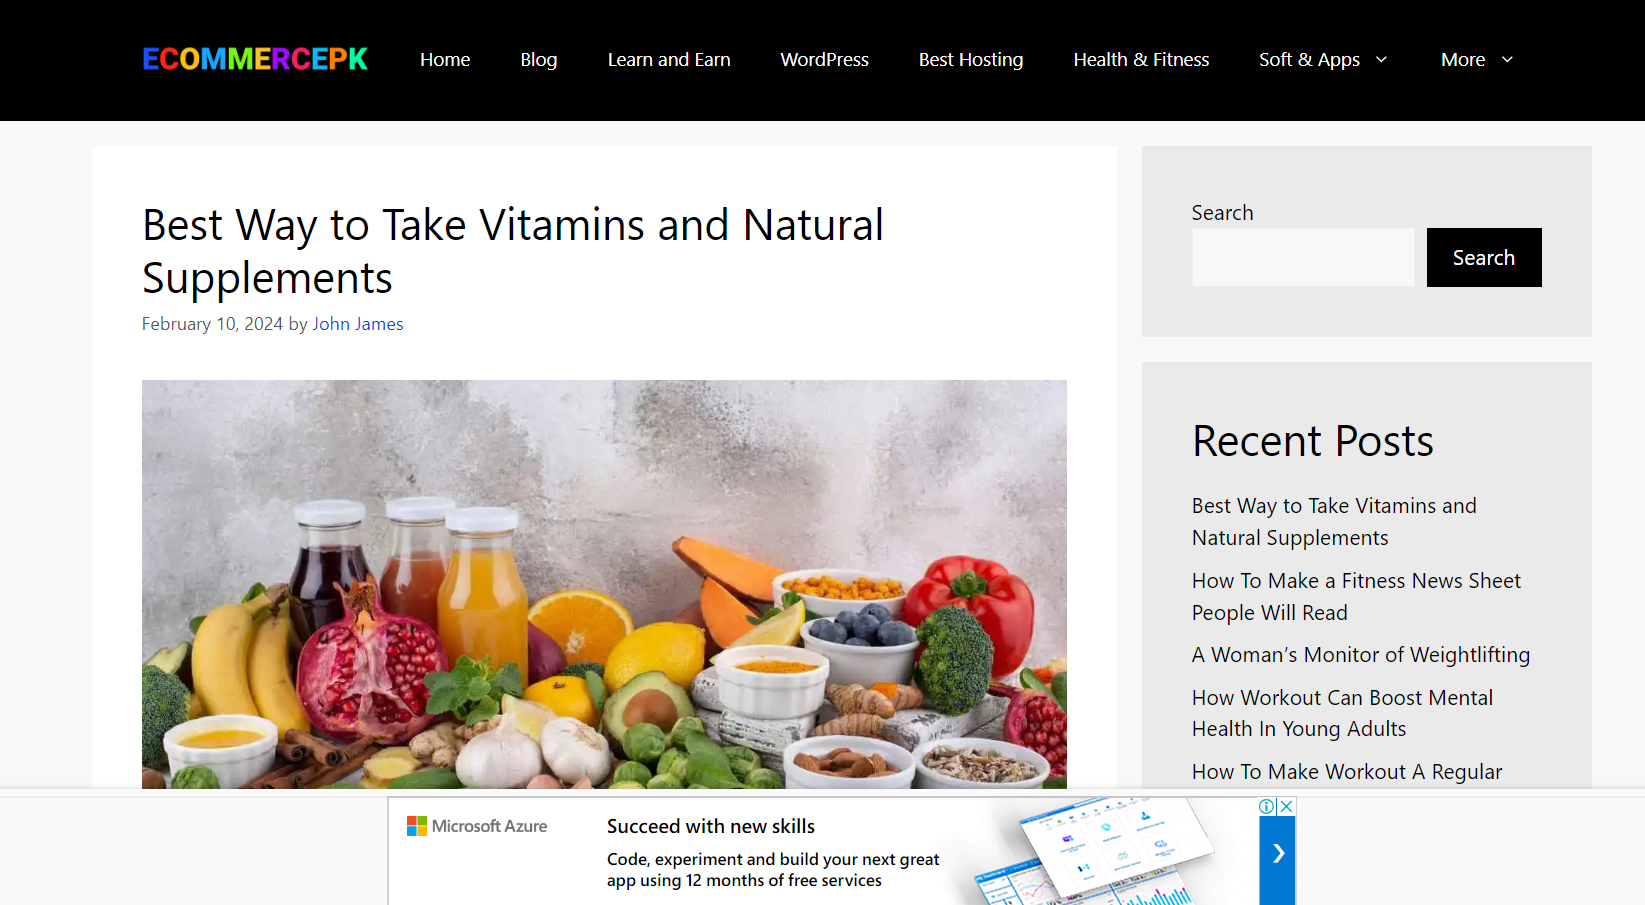 ECOMMERCEPK
Home
Blog
Learn and Earn
WordPress
Best Hosting
Health & Fitness
Soft & Apps
More
Best Way to Take Vitamins and Natural
Supplements
February 10, 2024 by John James
Search
Search
Recent Posts
Best Way to Take Vitamins and
Natural Supplements
How To Make a Fitness News Sheet
People Will Read
A Woman’s Monitor of Weightlifting
How Workout Can Boost Mental
Health In Young Adults
How To Make Workout A Regular
Microsoft Azure
Succeed with new skills
Code, experiment and build your next great
app using 12 months of free services